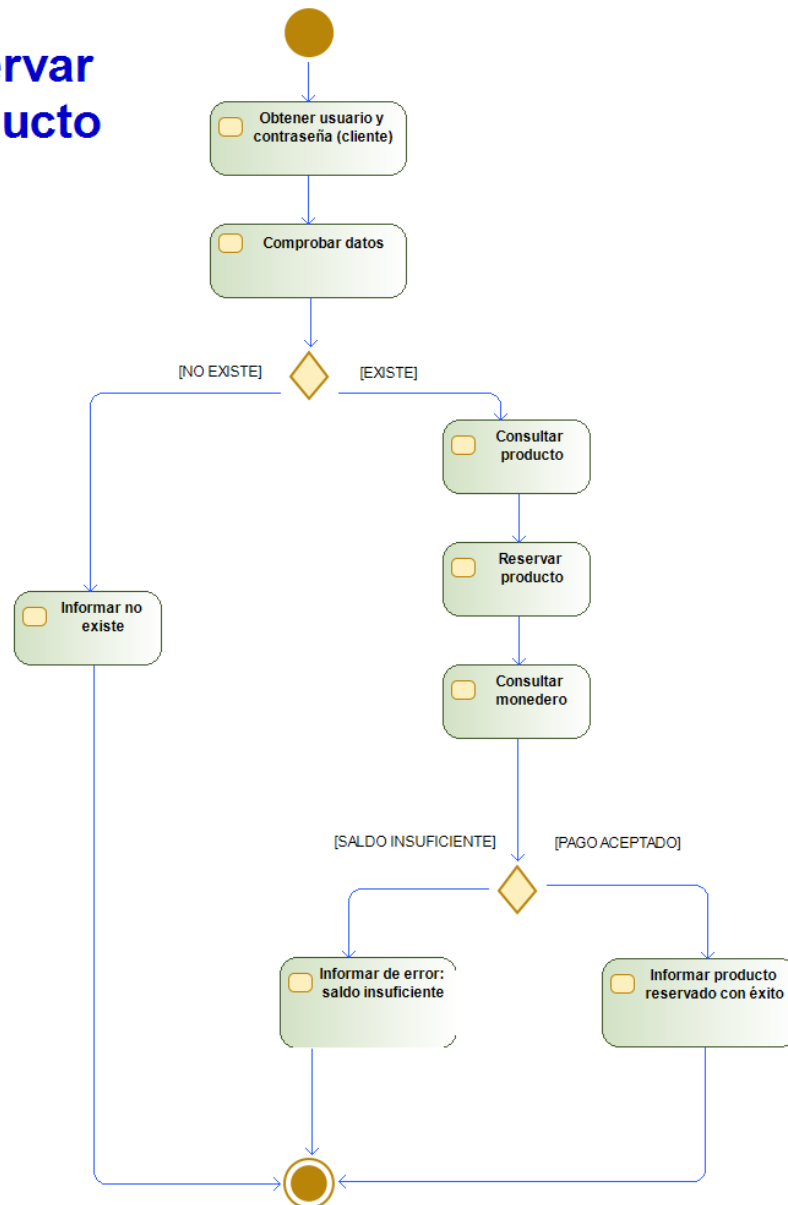 ervar
ucto
Obtener usuario y
contraseña (cliente)
Comprobar datos
[NO EXISTE]
[EXISTE]
Consultar
producto
Reservar
producto
Informar no
existe
Consultar
monedero
[SALDO INSUFICIENTE]
[PAGO ACEPTADO]
Informar de error:
saldo insuficiente
Informar producto
reservado con éxito